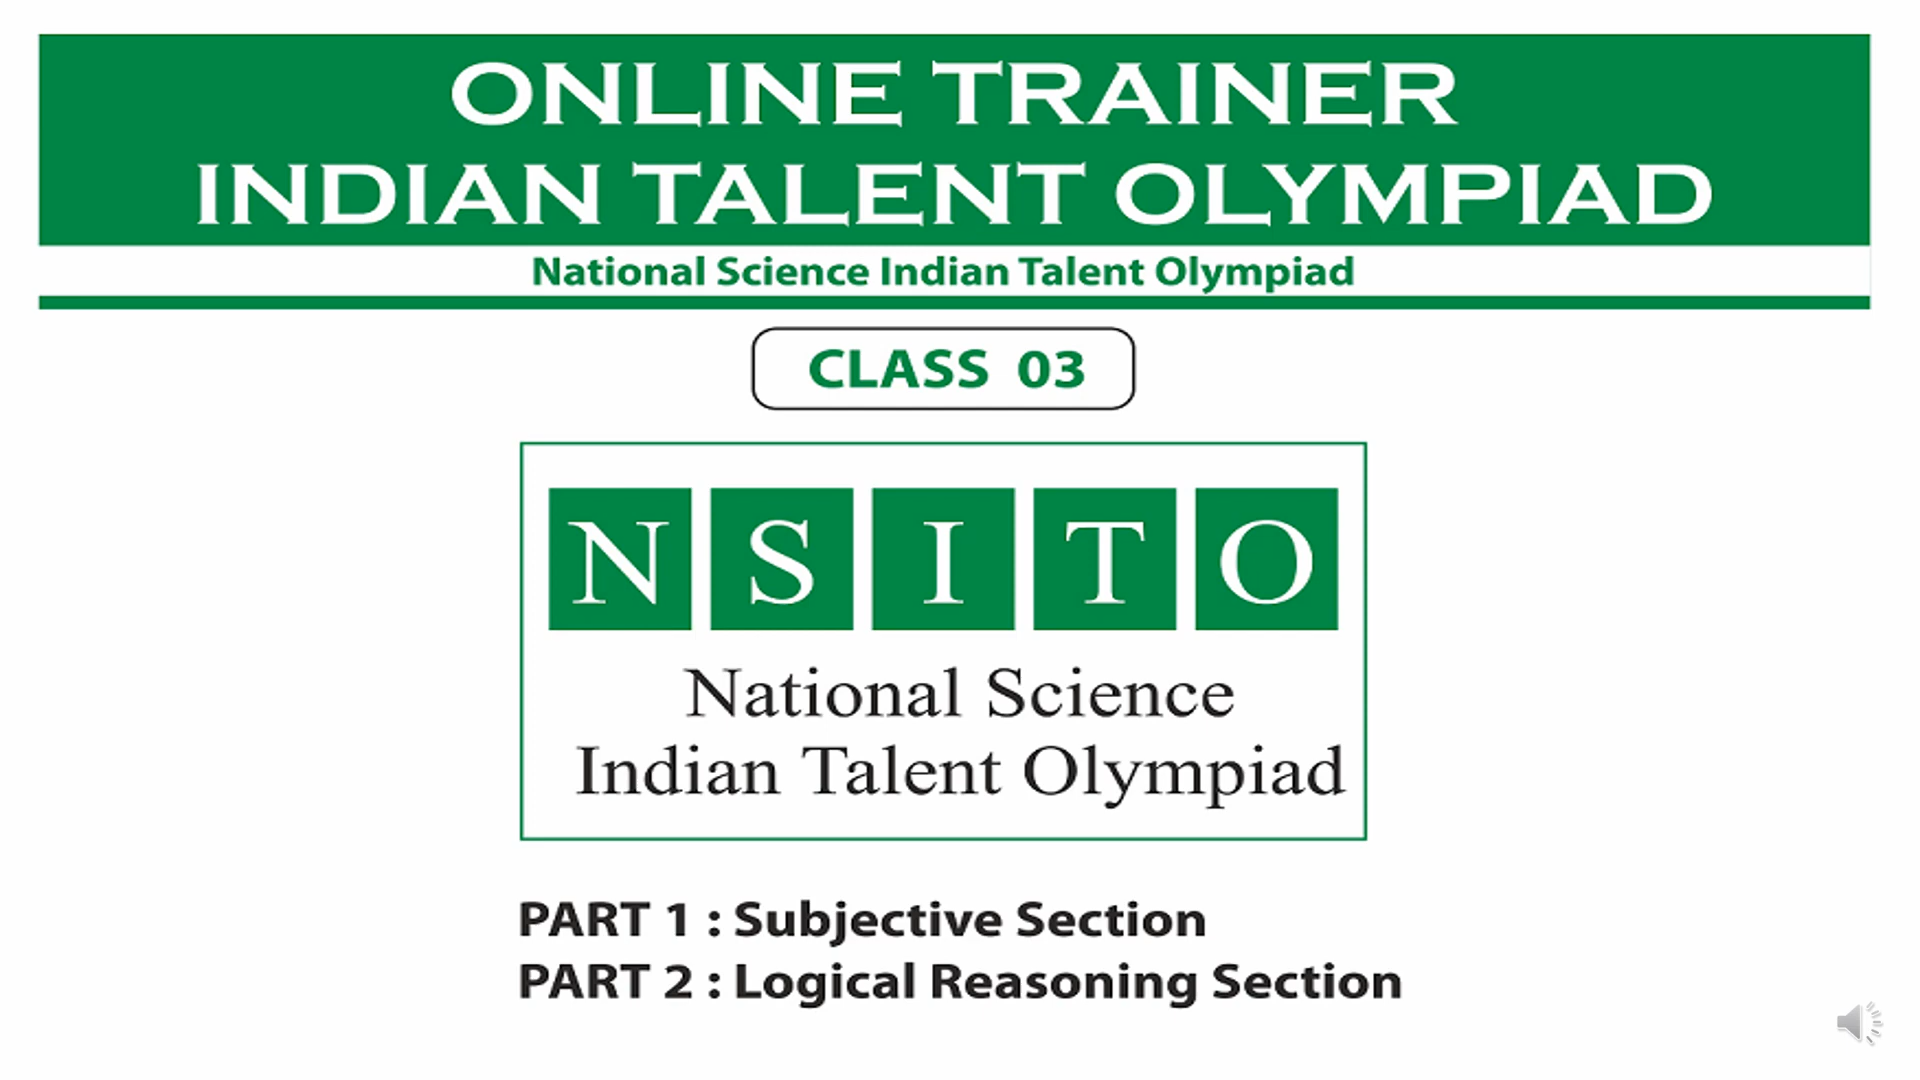 ONLINE TRAINER
INDIAN TALENT OLYMPIAD
National Science Indian Talent Olympiad
CLASS 03
N S I T O
National Science
Indian Talent Olympiad
PART 1 : Subjective Section
PART 2 : Logical Reasoning Section